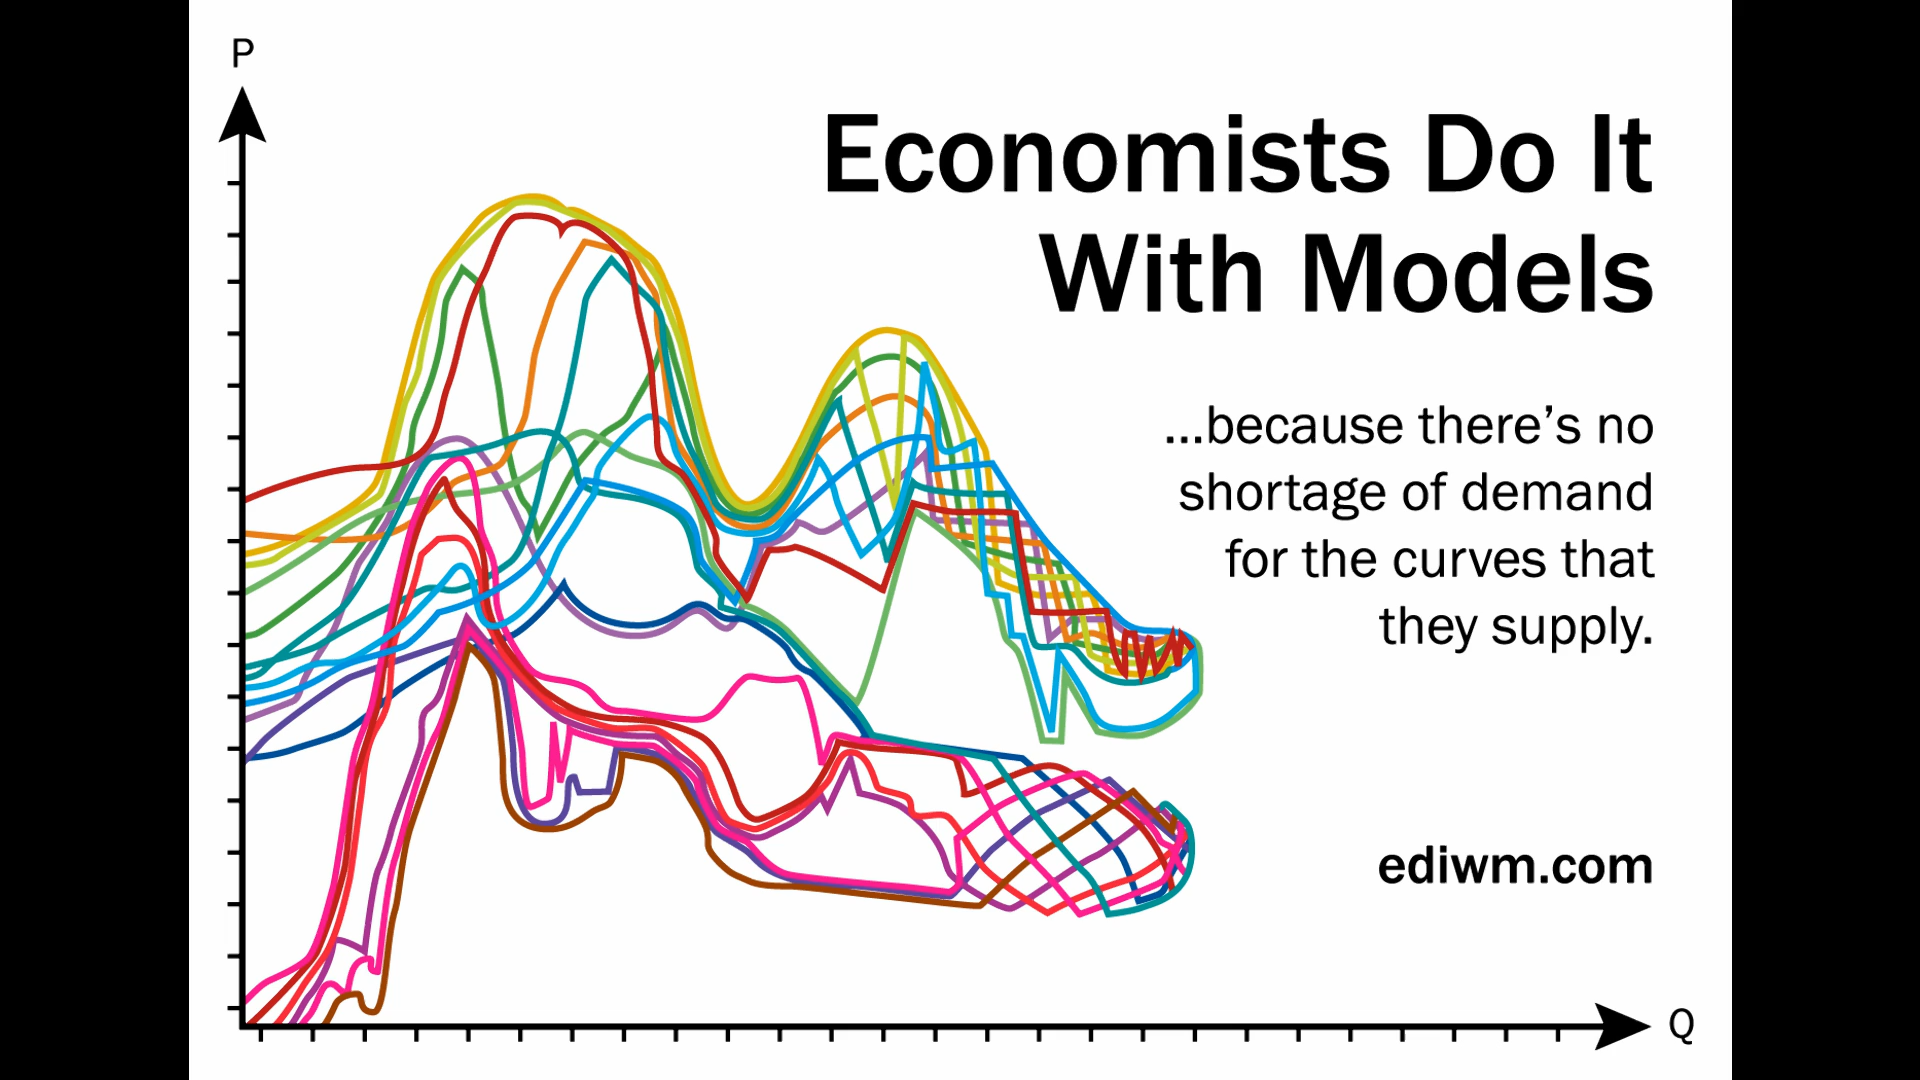 P
Economists Do It
With Models
...because there's no
shortage of demand
for the curves that
they supply.
ediwm.com
Q